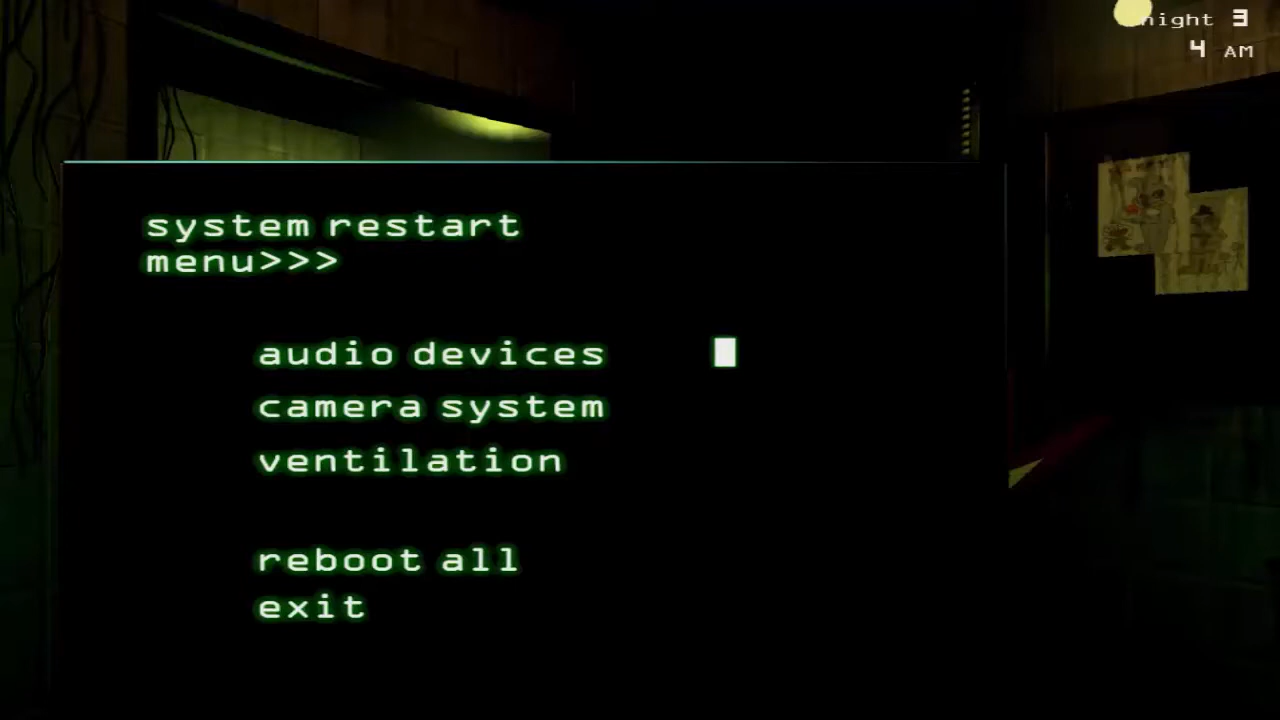 night 3
4 AM
system restart
menu>>>
audio devices
camera system
ventilation
reboot all
exit